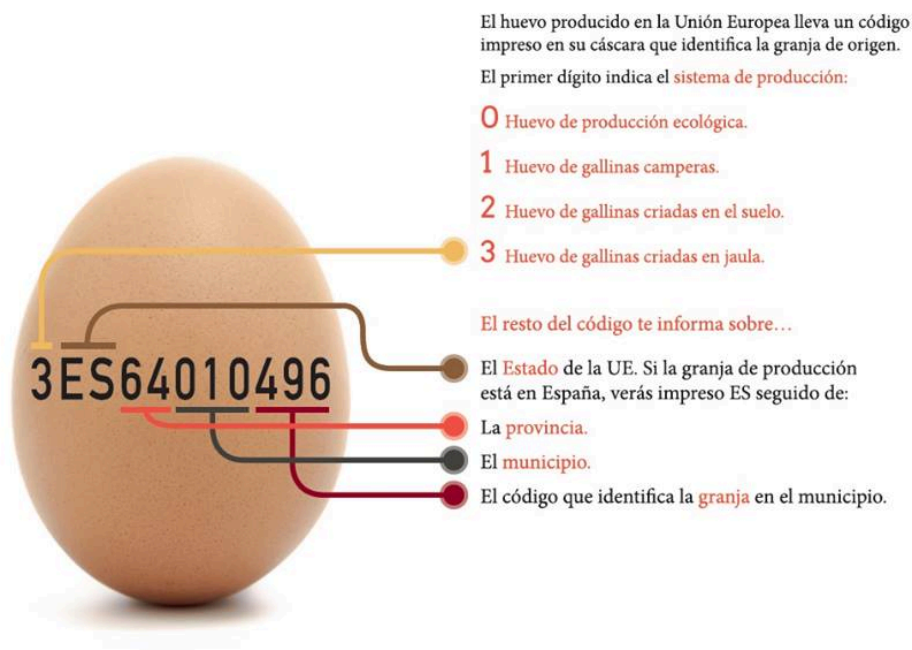 El huevo producido en la Unión Europea lleva un código
impreso en su cáscara que identifica la granja de origen.
El primer dígito indica el sistema de producción:
0 Huevo de producción ecológica.
1 Huevo de gallinas camperas.
2 Huevo de gallinas criadas en el suelo.
3 Huevo de gallinas criadas en jaula.
El resto del código te informa sobre...
3ES64010496
El Estado de la UE. Si la granja de producción
está en España, verás impreso ES seguido de:
La provincia.
El municipio.
El código que identifica la granja en el municipio.